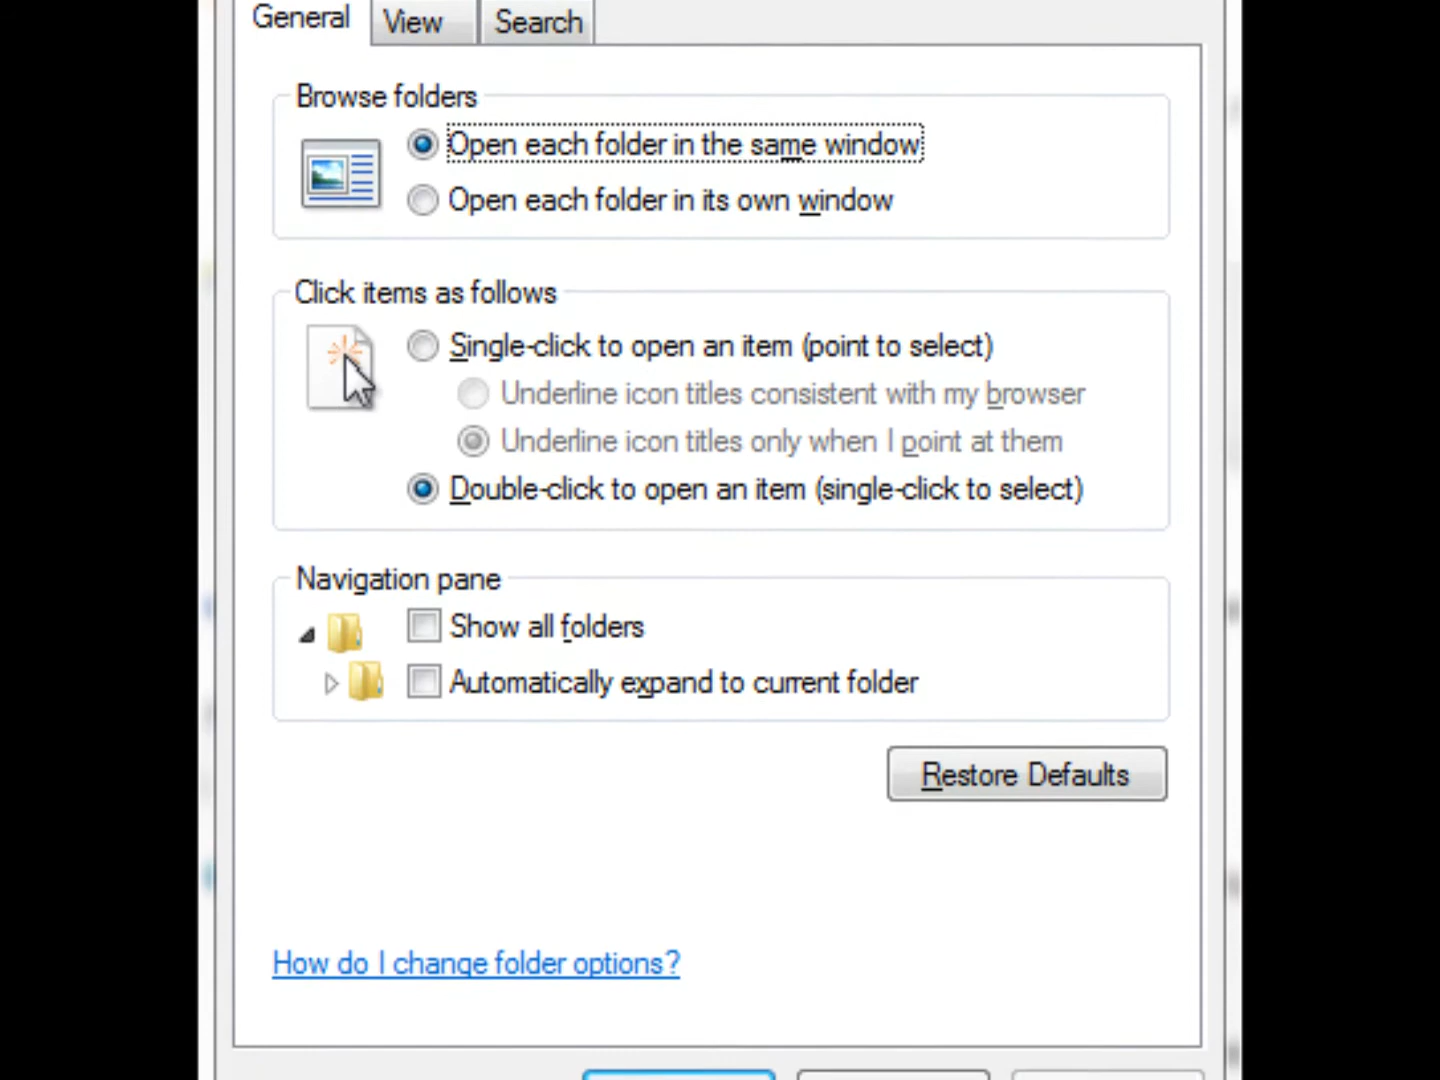 General
View
Search
Browse folders
Open each folder in the same window
Open each folder in its own window
Click items as follows
Single-click to open an item (point to select)
Underline icon titles consistent with my browser
Underline icon titles only when I point at them
Double-click to open an item (single-click to select)
Navigation pane
Show all folders
Automatically expand to current folder
Restore Defaults
How do I change folder options?